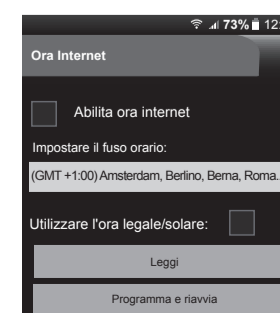 73% 12:
Ora Internet
Abilita ora internet
Impostare il fuso orario:
(GMT +1:00) Amsterdam, Berlino, Berna, Roma..
Utilizzare l'ora legale/solare:
Leggi
Programma e riavvia